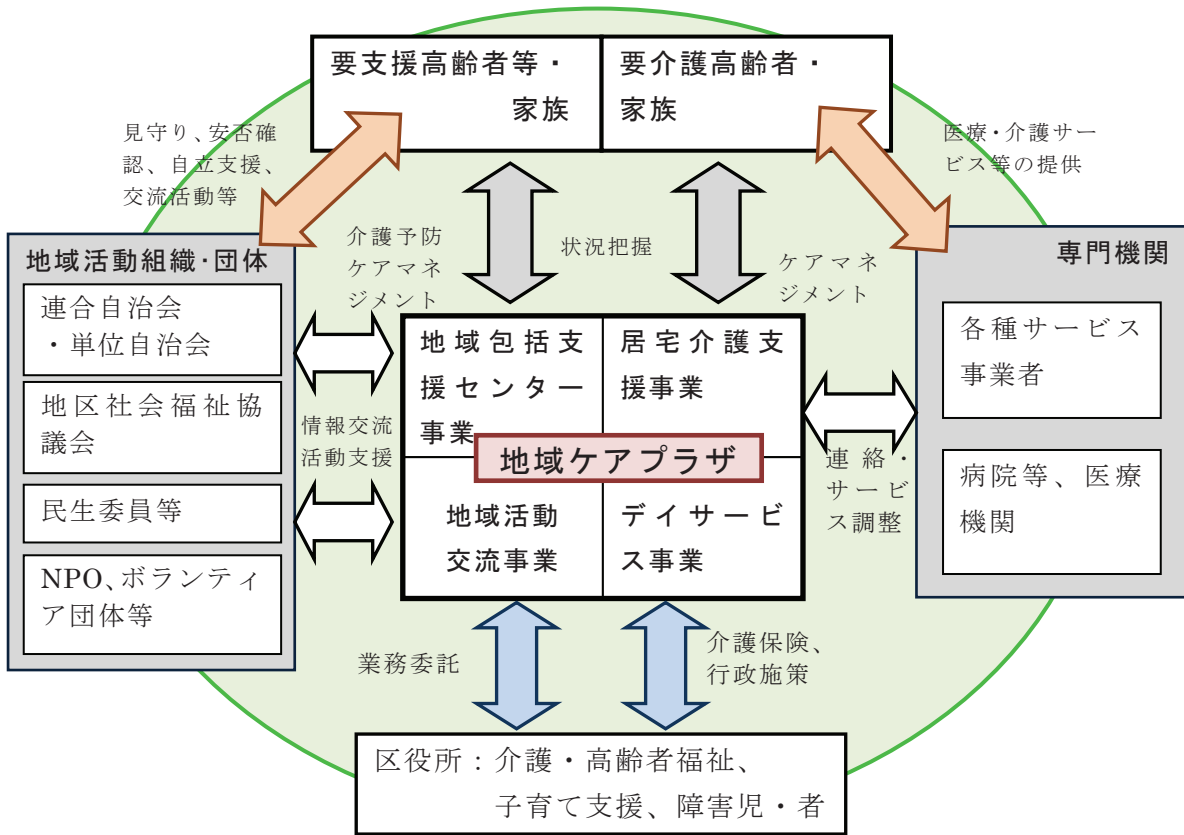 要支援高齢者等・
家族
要介護高齢者・
家族
見守り、安否確
認、自立支援、
交流活動等
医療・介護サー
ビス等の提供
介護予防
ケアマネ
ジメント
状況把握
ケアマネ
ジメント
地域活動組織・団体
連合自治会
・単位自治会
地区社会福祉協
議会
民生委員等
NPO、ボランティ
ア団体等
情報交流
活動支援
地域包括支
援センター
事業
居宅介護支
援事業
地域ケアプラザ
地域活動
交流事業
デイサービ
ス事業
連絡・
サービ
ス調整
専門機関
各種サービス
事業者
病院等、医療
機関
業務委託
介護保険、
行政施策
区役所：介護・高齢者福祉、
子育て支援、障害児・者